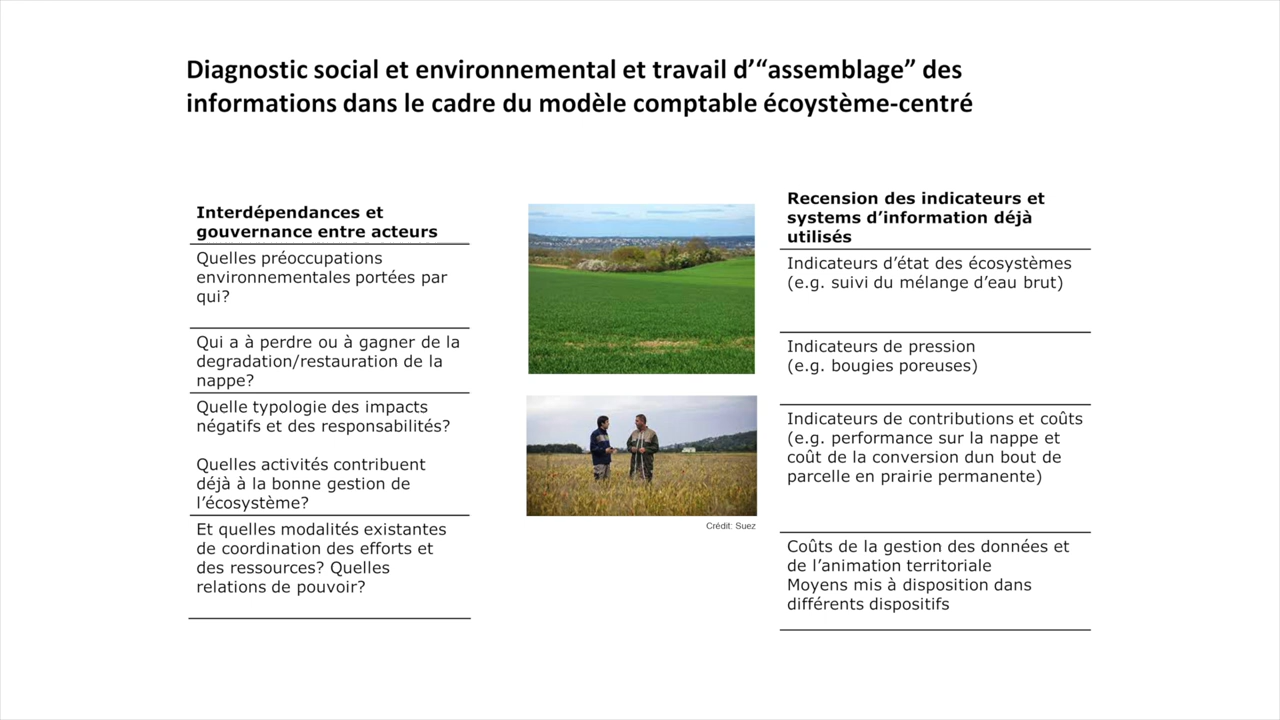 Diagnostic social et environnemental et travail d’“assemblage” des
informations dans le cadre du modèle comptable écoystème-centré
Interdépendances et
gouvernance entre acteurs
Quelles préoccupations
environnementales portées par
qui?
Qui a à perdre ou à gagner de la
degradation/restauration de la
nappe?
Quelle typologie des impacts
négatifs et des responsabilités?
Quelles activités contribuent
déjà à la bonne gestion de
l’écosystème?
Et quelles modalités existantes
de coordination des efforts et
des ressources? Quelles
relations de pouvoir?
Crédit: Suez
Recension des indicateurs et
systems d’information déjà
utilisés
Indicateurs d’état des écosystèmes
(e.g. suivi du mélange d’eau brut)
Indicateurs de pression
(e.g. bougies poreuses)
Indicateurs de contributions et coûts
(e.g. performance sur la nappe et
coût de la conversion dun bout de
parcelle en prairie permanente)
Coûts de la gestion des données et
de l’animation territoriale
Moyens mis à disposition dans
différents dispositifs